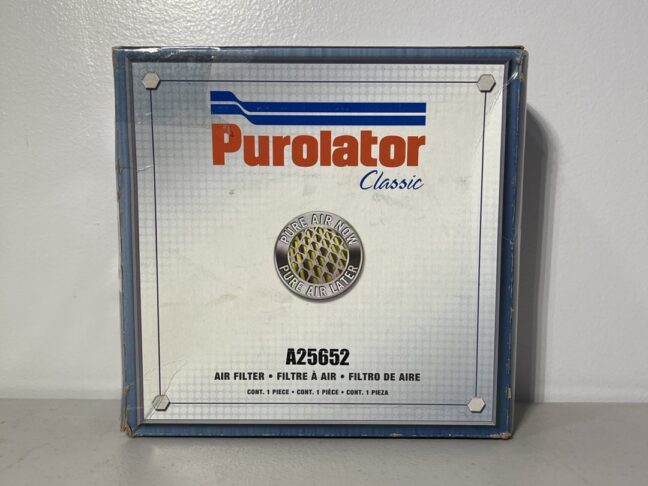 Purolator
Classic
PURE AIR NOW
PURE AIR LATER
A25652
AIR FILTER • FILTRE À AIR • FILTRO DE AIRE
CONT. 1 PIECE • CONT. 1 PIÈCE • CONT. 1 PIEZA